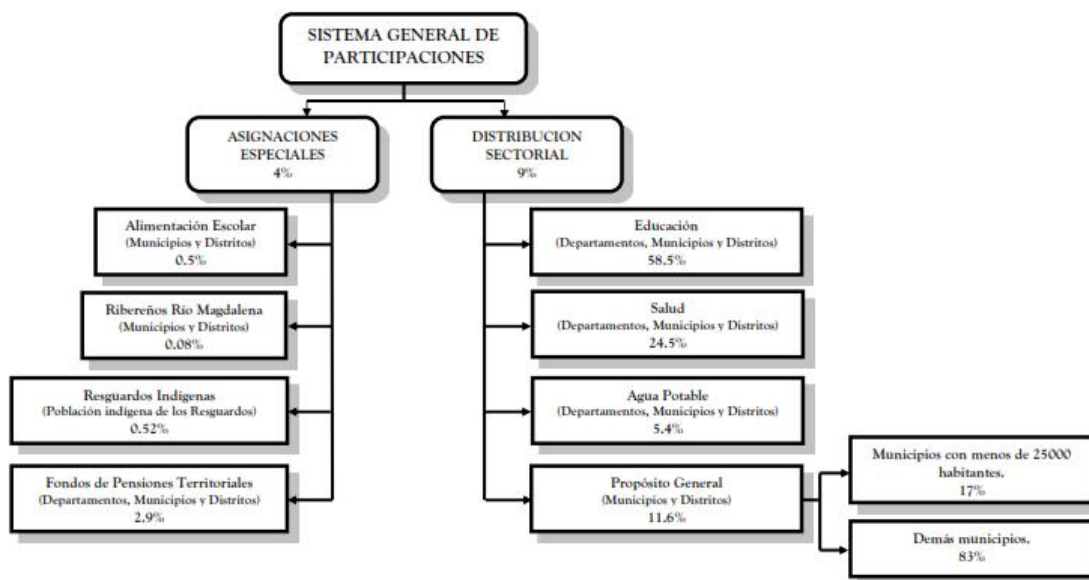 SISTEMA GENERAL DE
PARTICIPACIONES
ASIGNACIONES
ESPECIALES
4%
DISTRIBUCION
SECTORIAL
9%
Alimentación Escolar
(Municipios y Distritos)
0.5%
Ribereños Río Magdalena
(Municipios y Distritos)
0.08%
Resguardos Indígenas
(Población indígena de los Resguardos)
0.52%
Fondos de Pensiones Territoriales
(Departamentos, Municipios y Distritos)
2.9%
Educación
(Departamentos, Municipios y Distritos)
58.5%
Salud
(Departamentos, Municipios y Distritos)
24.5%
Agua Potable
(Departamentos, Municipios y Distritos)
5.4%
Propósito General
(Municipios y Distritos)
11.6%
Municipios con menos de 25000
habitantes.
17%
Demás municipios.
83%